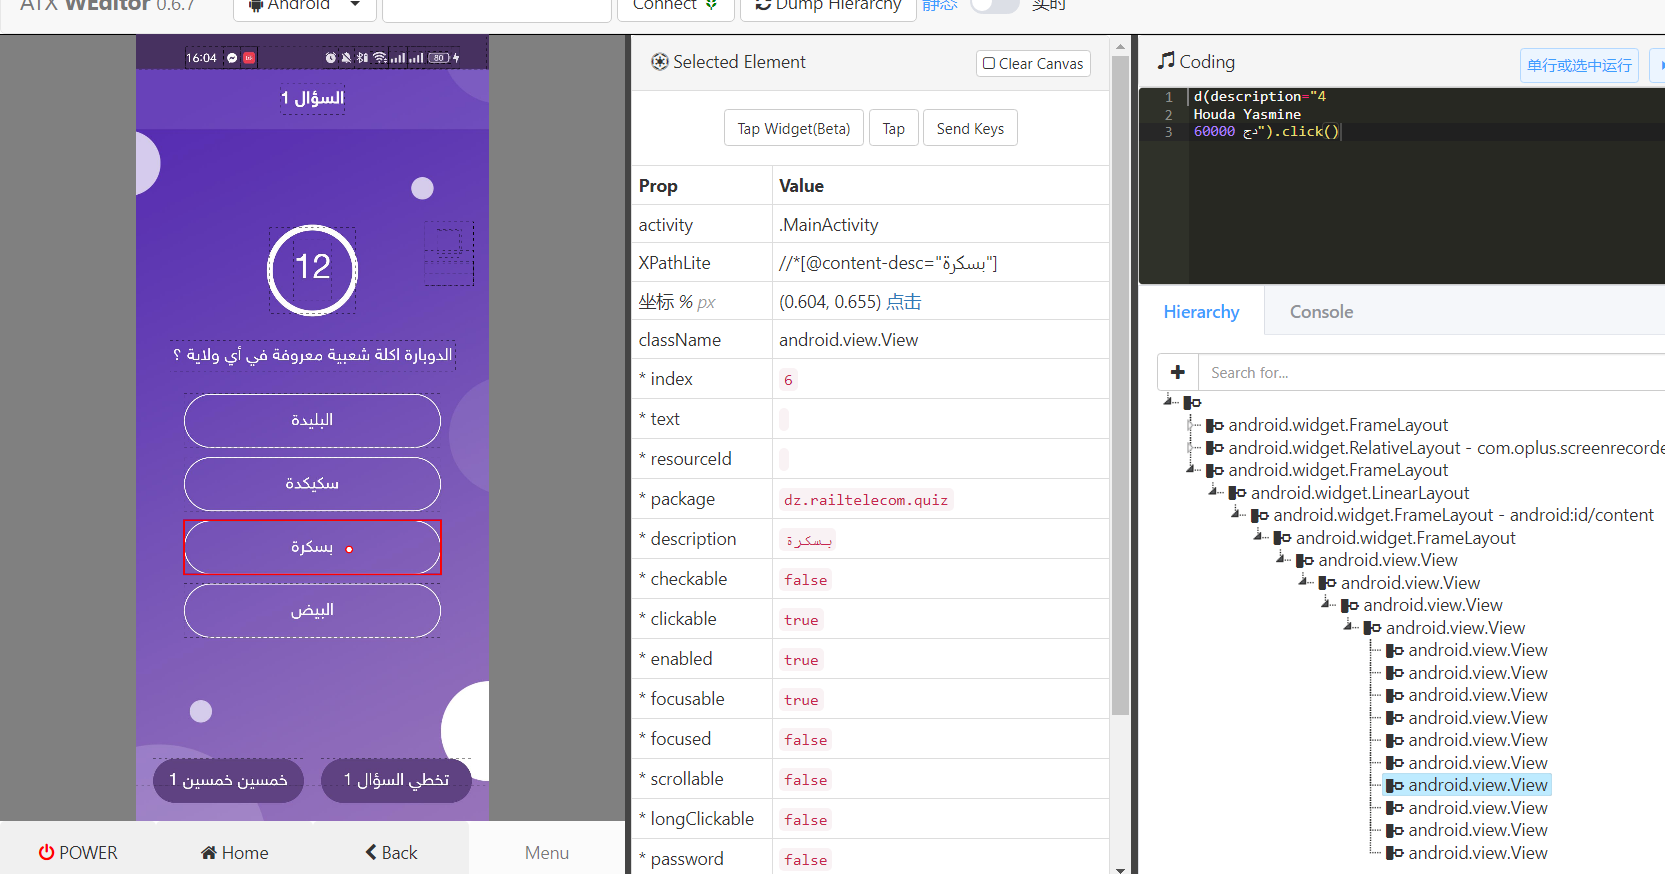 ATX WEditor 0.6.7
Android
Connect
Dump Hierarchy
静态
实时
16:04
80
السؤال 1
12
الدوبارة اكلة شعبية معروفة في أي ولاية ؟
البليدة
سكيكدة
بسكرة
البيض
خمسين خمسين 1
تخطي السؤال 1
POWER
Home
Back
Menu
Selected Element
Clear Canvas
Tap Widget(Beta)
Tap
Send Keys
Prop Value
activity .MainActivity
XPathLite //*[@content-desc="بسكرة"]
坐标 % px (0.604, 0.655) 点击
className android.view.View
* index 6
* text
* resourceId
* package dz.railtelecom.quiz
* description بسكرة
* checkable false
* clickable true
* enabled true
* focusable true
* focused false
* scrollable false
* longClickable false
* password false
Coding
单行或选中运行
1 d(description="4
2 Houda Yasmine
3 60000 دج").click()
Hierarchy
Console
Search for...
android.widget.FrameLayout
android.widget.RelativeLayout - com.oplus.screenrecorde
android.widget.FrameLayout
android.widget.LinearLayout
android.widget.FrameLayout - android:id/content
android.widget.FrameLayout
android.view.View
android.view.View
android.view.View
android.view.View
android.view.View
android.view.View
android.view.View
android.view.View
android.view.View
android.view.View
android.view.View
android.view.View
android.view.View
android.view.View